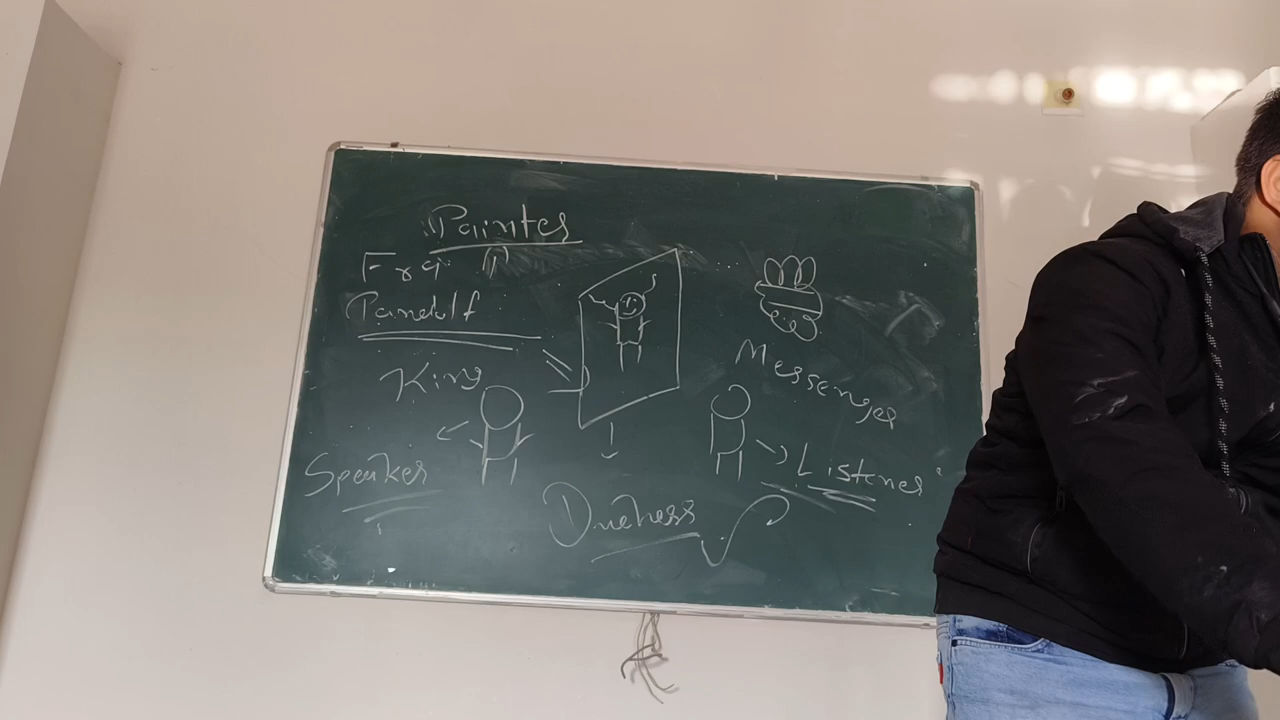 Painter
Fra
Pandolf
King
Messenger
Speaker
Listener
Duchess